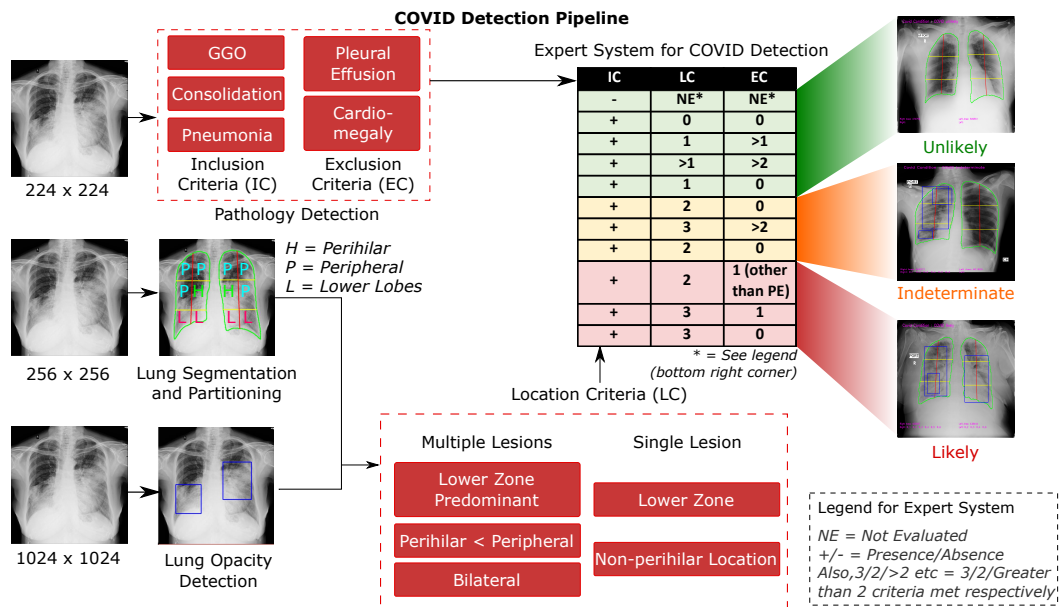 COVID Detection Pipeline
GGO
Consolidation
Pneumonia
Inclusion
Criteria (IC)
Pleural
Effusion
Cardio-
megaly
Exclusion
Criteria (EC)
Pathology Detection
224 x 224
H = Perihilar
P = Peripheral
L = Lower Lobes
P P P P
P H H P
L L L L
256 x 256
Lung Segmentation
and Partitioning
1024 x 1024
Lung Opacity
Detection
Expert System for COVID Detection
IC LC EC
- NE* NE*
+ 0 0
+ 1 >1
+ >1 >2
+ 1 0
+ 2 0
+ 3 >2
+ 2 0
+ 2 1 (other
than PE)
+ 3 1
+ 3 0
* = See legend
(bottom right corner)
Location Criteria (LC)
Multiple Lesions
Lower Zone
Predominant
Perihilar < Peripheral
Bilateral
Single Lesion
Lower Zone
Non-perihilar Location
Unlikely
Indeterminate
Likely
Legend for Expert System
NE = Not Evaluated
+/- = Presence/Absence
Also,3/2/>2 etc = 3/2/Greater
than 2 criteria met respectively